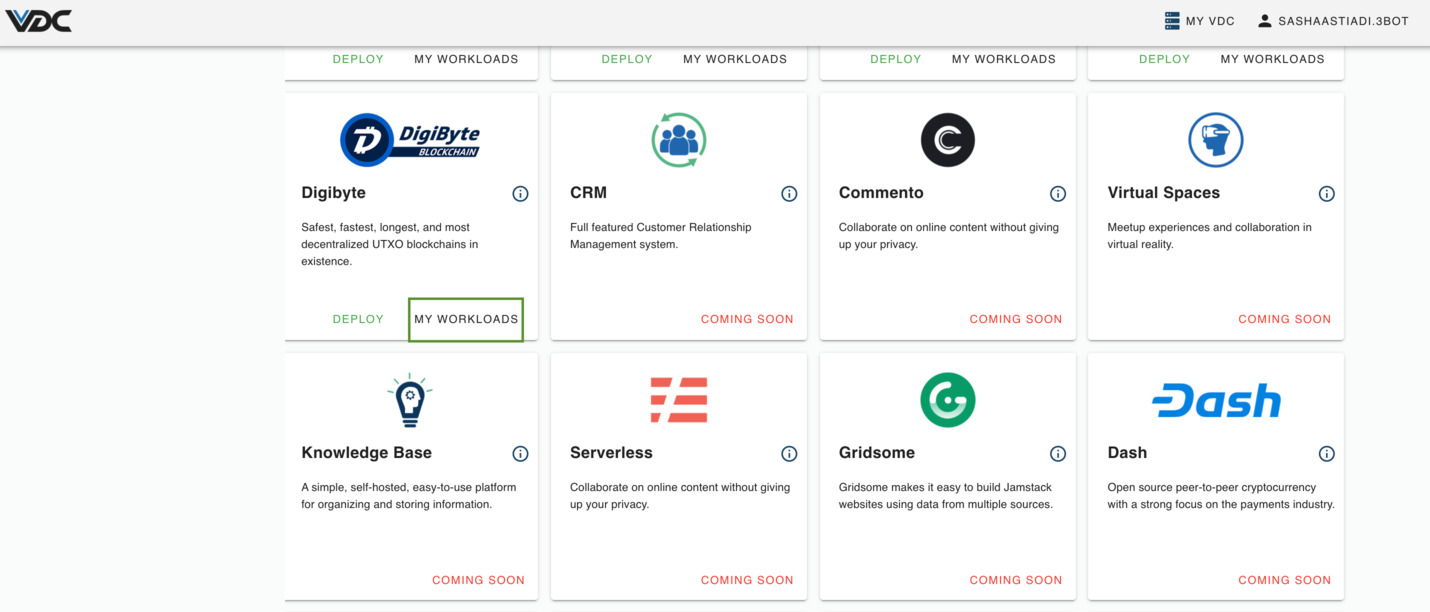 VDC
MY VDC
SASHAASTIADI.3BOT
DEPLOY MY WORKLOADS
DEPLOY MY WORKLOADS
DEPLOY MY WORKLOADS
DEPLOY MY WORKLOADS
DigiByte
BLOCKCHAIN
Digibyte
Safest, fastest, longest, and most
decentralized UTXO blockchains in
existence.
DEPLOY MY WORKLOADS
CRM
Full featured Customer Relationship
Management system.
COMING SOON
Commento
Collaborate on online content without giving
up your privacy.
COMING SOON
Virtual Spaces
Meetup experiences and collaboration in
virtual reality.
COMING SOON
Knowledge Base
A simple, self-hosted, easy-to-use platform
for organizing and storing information.
COMING SOON
Serverless
Collaborate on online content without giving
up your privacy.
COMING SOON
Gridsome
Gridsome makes it easy to build Jamstack
websites using data from multiple sources.
COMING SOON
Dash
Dash
Open source peer-to-peer cryptocurrency
with a strong focus on the payments industry.
COMING SOON